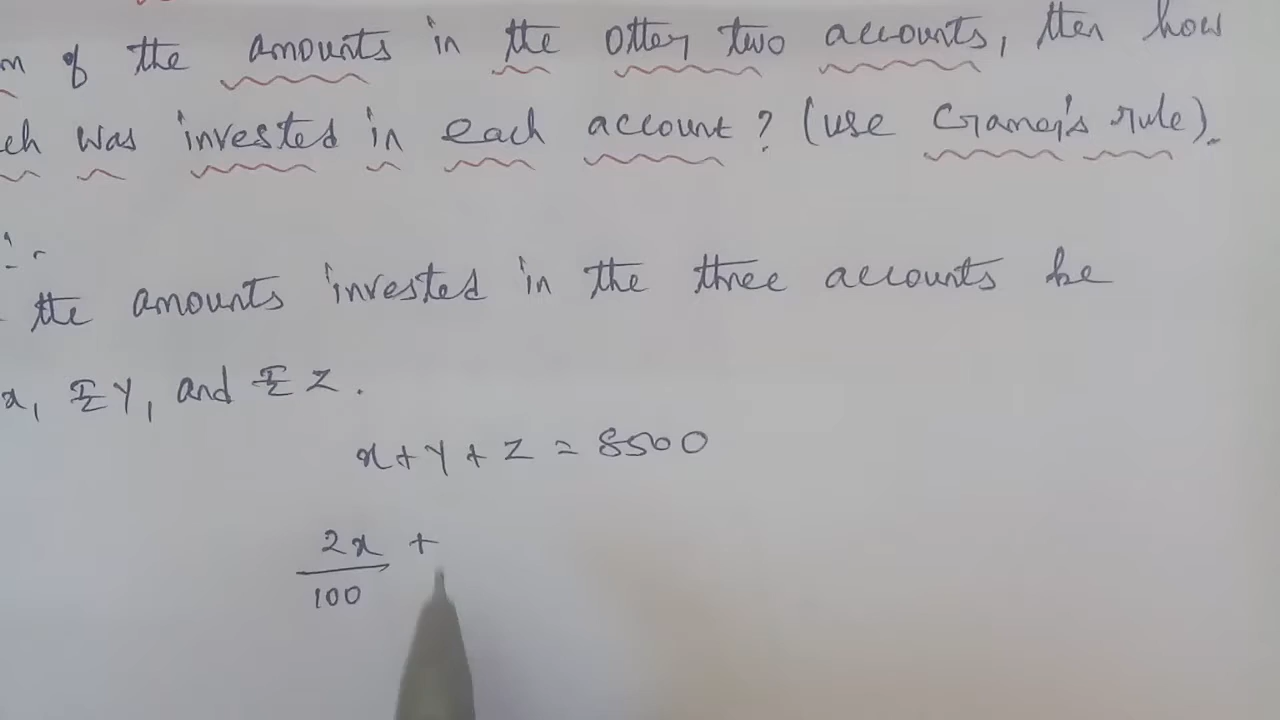 m of the amounts in the other two accounts, then how
ch was invested in each account? (use Cramer's rule).
:-
the amounts invested in the three accounts be
x, ₤ y, and ₤ z.
x + y + z = 8500
2x/100 +